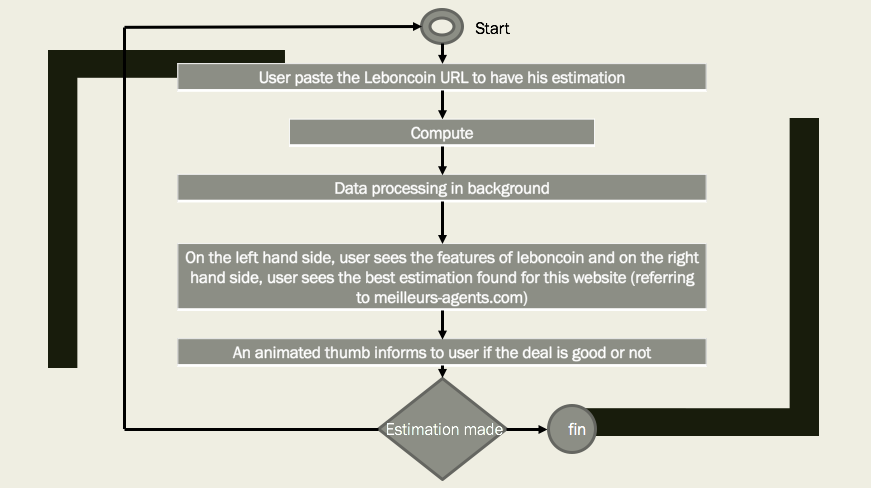 Start
User paste the Leboncoin URL to have his estimation
Compute
Data processing in background
On the left hand side, user sees the features of leboncoin and on the right
hand side, user sees the best estimation found for this website (referring
to meilleurs-agents.com)
An animated thumb informs to user if the deal is good or not
Estimation made
fin